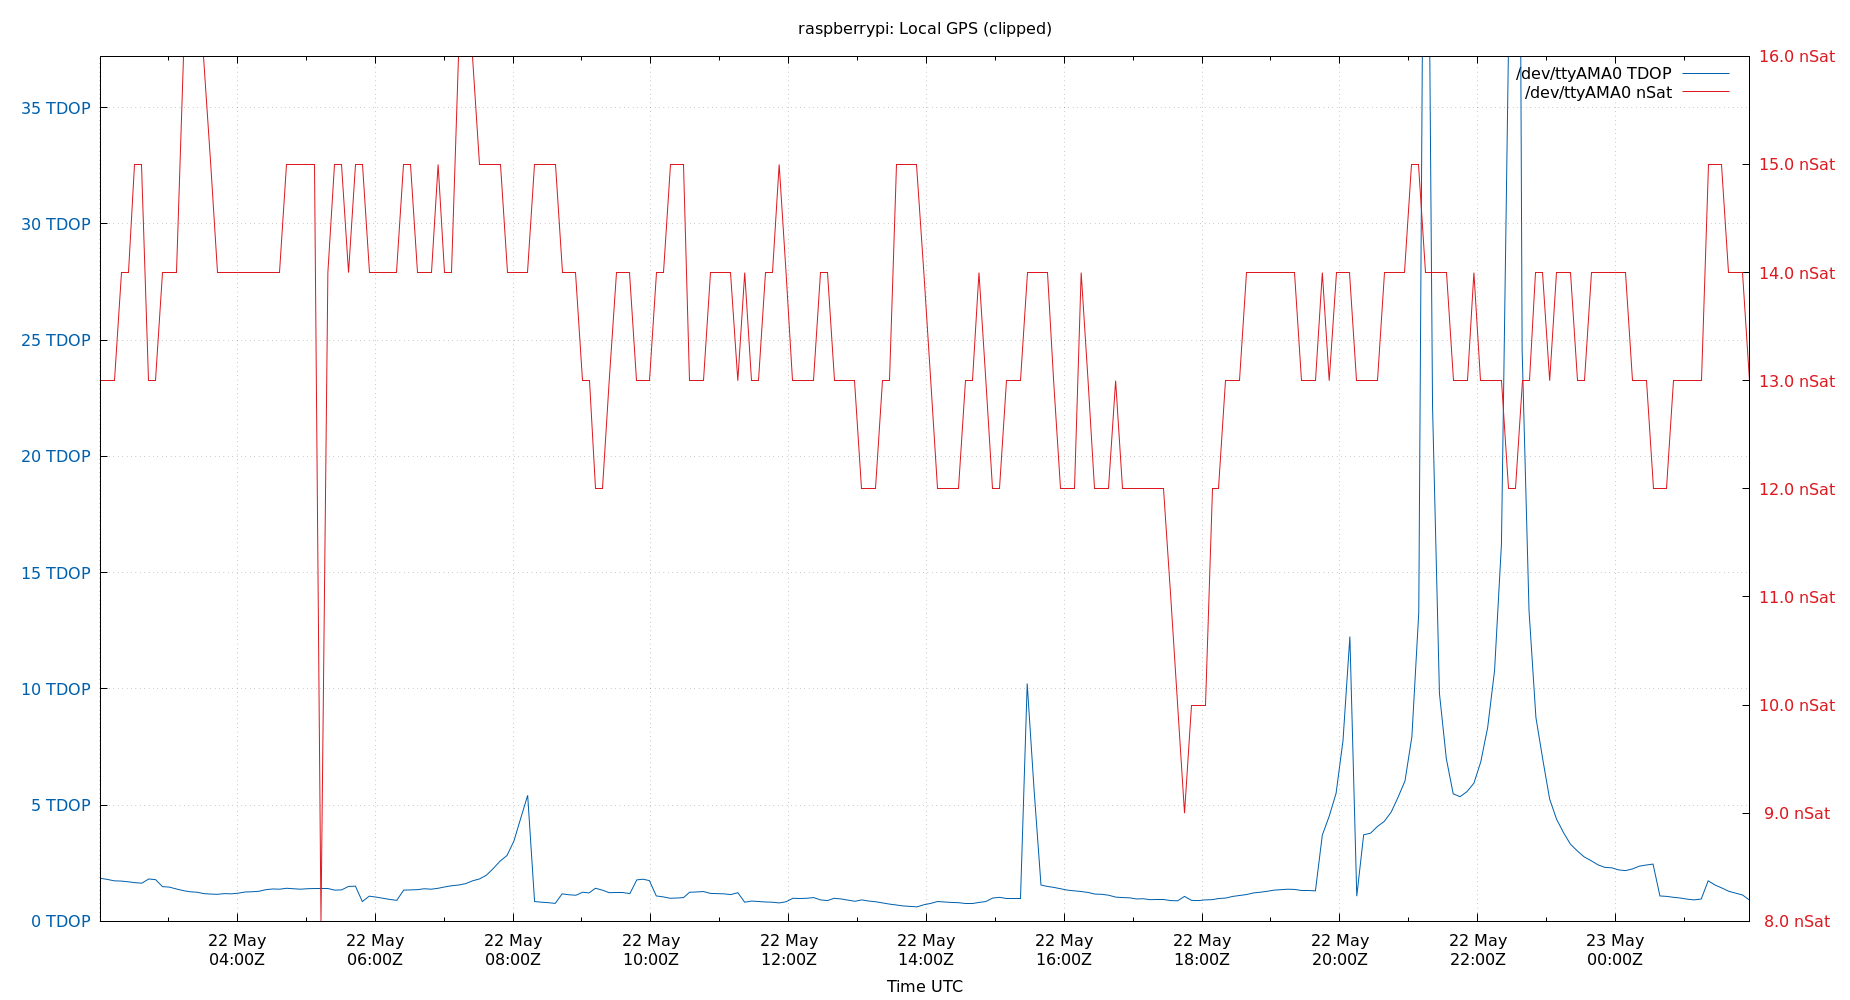 raspberrypi: Local GPS (clipped)
/dev/ttyAMA0 TDOP
/dev/ttyAMA0 nSat
35 TDOP
30 TDOP
25 TDOP
20 TDOP
15 TDOP
10 TDOP
5 TDOP
0 TDOP
16.0 nSat
15.0 nSat
14.0 nSat
13.0 nSat
12.0 nSat
11.0 nSat
10.0 nSat
9.0 nSat
8.0 nSat
22 May
04:00Z
22 May
06:00Z
22 May
08:00Z
22 May
10:00Z
22 May
12:00Z
22 May
14:00Z
22 May
16:00Z
22 May
18:00Z
22 May
20:00Z
22 May
22:00Z
23 May
00:00Z
Time UTC